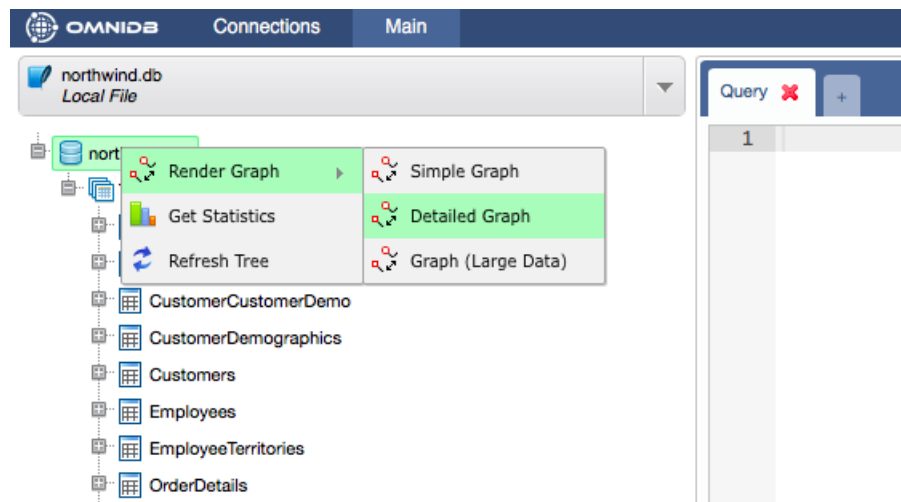 OMNIDB Connections Main
northwind.db
Local File
Query +
1
nort
Render Graph Simple Graph
Get Statistics Detailed Graph
Refresh Tree Graph (Large Data)
CustomerCustomerDemo
CustomerDemographics
Customers
Employees
EmployeeTerritories
OrderDetails